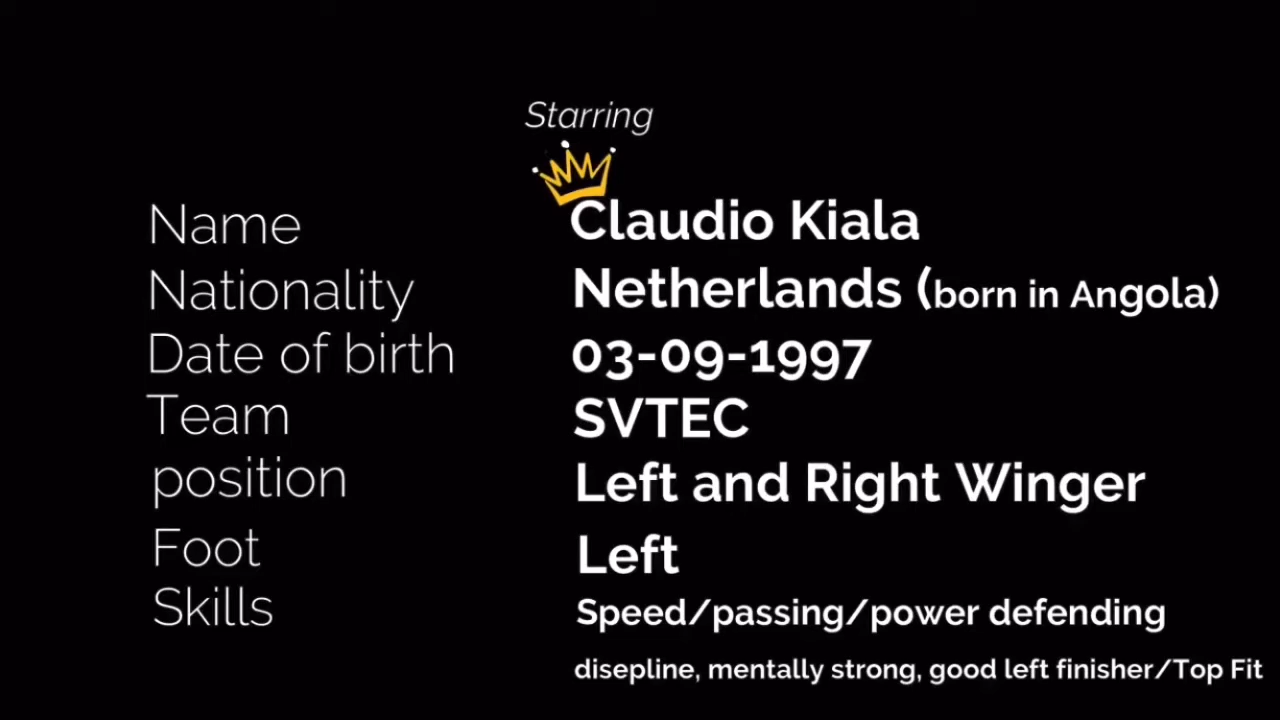 Starring
Name Claudio Kiala
Nationality Netherlands (born in Angola)
Date of birth 03-09-1997
Team SVTEC
position Left and Right Winger
Foot Left
Skills Speed/passing/power defending
disepline, mentally strong, good left finisher/Top Fit